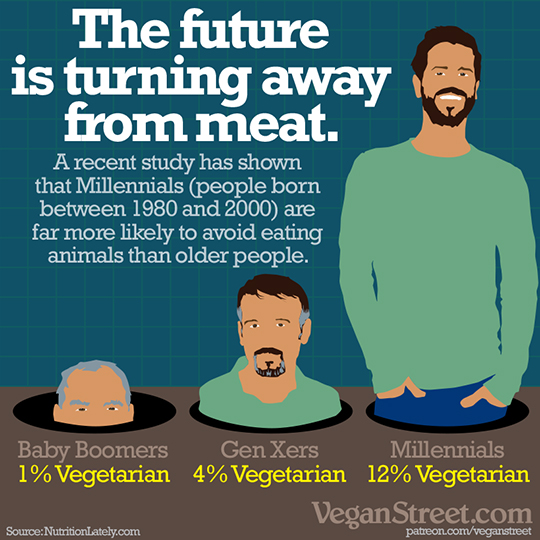 The future
is turning away
from meat.
A recent study has shown
that Millennials (people born
between 1980 and 2000) are
far more likely to avoid eating
animals than older people.
Baby Boomers
1% Vegetarian
Gen Xers
4% Vegetarian
Millennials
12% Vegetarian
VeganStreet.com
Source: NutritionLately.com
patreon.com/veganstreet